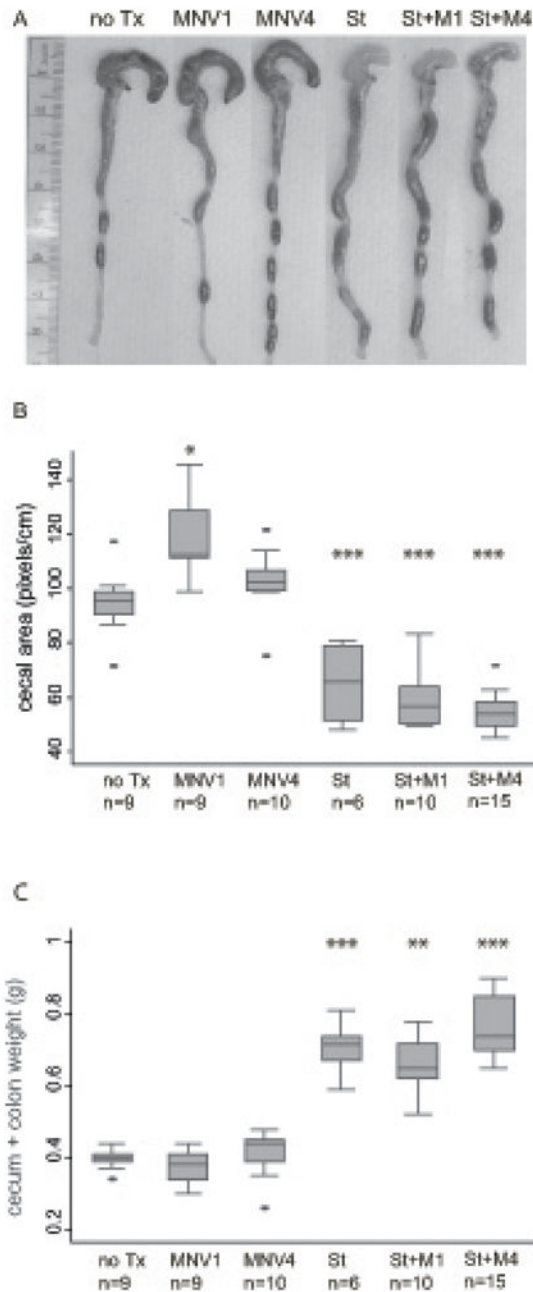 A
no Tx MNV1 MNV4 St St+M1 St+M4
B
*
*** *** ***
cecal area (pixels/cm)
140
120
100
80
60
40
no Tx MNV1 MNV4 St St+M1 St+M4
n=9 n=9 n=10 n=6 n=10 n=15
C
*** ** ***
cecum + colon weight (g)
1
0.8
0.6
0.4
0.2
no Tx MNV1 MNV4 St St+M1 St+M4
n=9 n=9 n=10 n=6 n=10 n=15